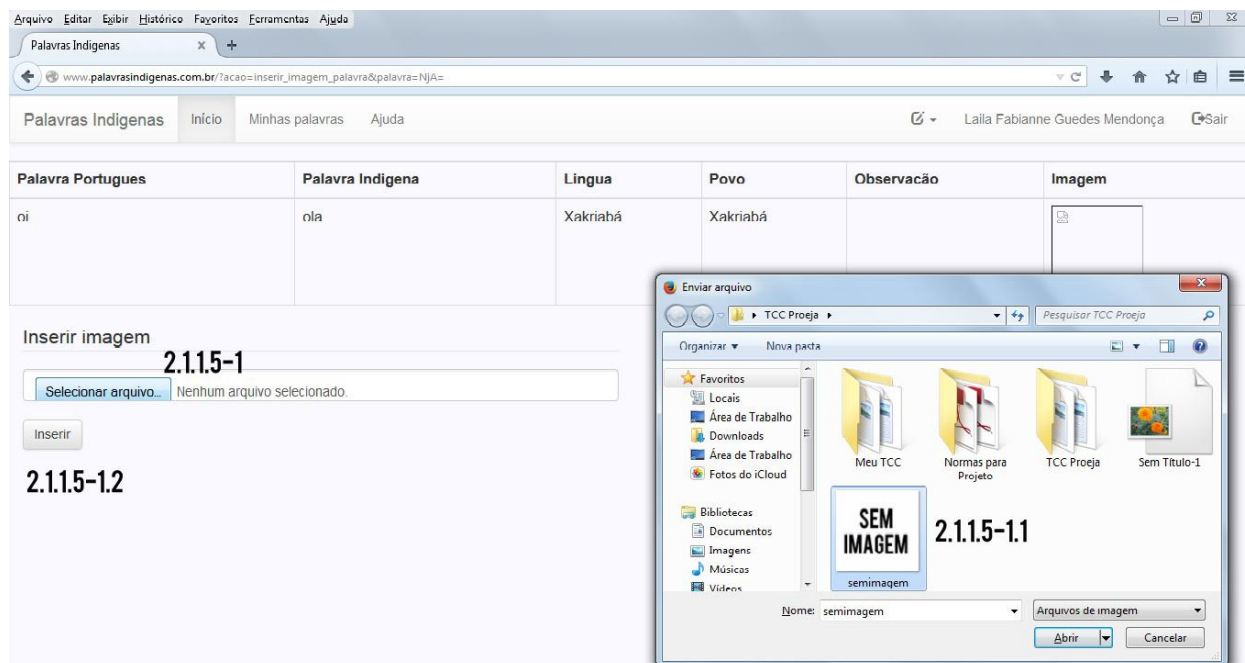 Arquivo Editar Exibir Histórico Favoritos Ferramentas Ajuda
Palavras Indigenas x +
www.palavrasindigenas.com.br/?acao=inserir_imagem_palavra&palavra=NjA=
Palavras Indigenas Início Minhas palavras Ajuda Laila Fabianne Guedes Mendonça Sair
Palavra Portugues Palavra Indigena Lingua Povo Observacão Imagem
oi ola Xakriabá Xakriabá
Inserir imagem
2.1.1.5-1
Selecionar arquivo... Nenhum arquivo selecionado.
Inserir
2.1.1.5-1.2
Enviar arquivo
TCC Proeja Pesquisar TCC Proeja
Organizar Nova pasta
Favoritos
Locais
Área de Trabalho
Downloads
Área de Trabalho
Fotos do iCloud
Bibliotecas
Documentos
Imagens
Músicas
Vídeos
Meu TCC Normas para Projeto TCC Proeja Sem Título-1
SEM
IMAGEM
2.1.1.5-1.1
semimagem
Nome: semimagem Arquivos de imagem
Abrir Cancelar